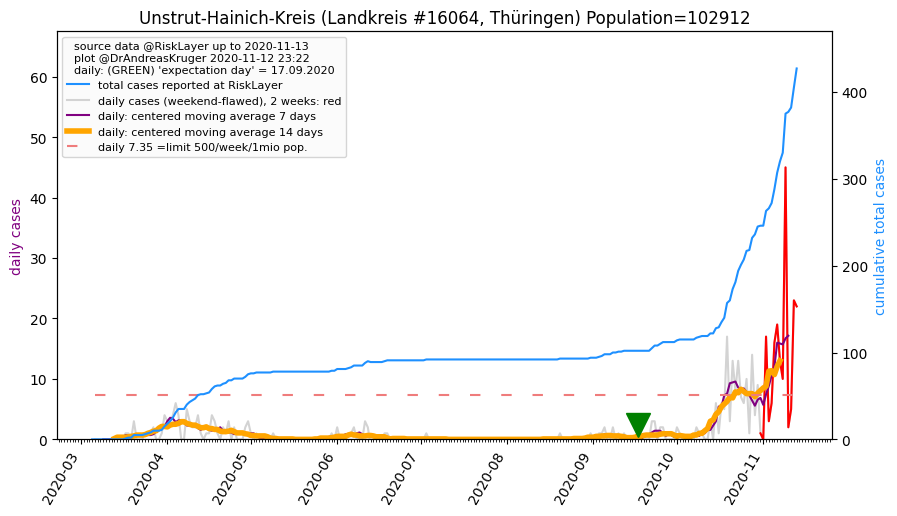 Unstrut-Hainich-Kreis (Landkreis #16064, Thüringen) Population=102912
source data @RiskLayer up to 2020-11-13
plot @DrAndreasKruger 2020-11-12 23:22
daily: (GREEN) 'expectation day' = 17.09.2020
total cases reported at RiskLayer
daily cases (weekend-flawed), 2 weeks: red
daily: centered moving average 7 days
daily: centered moving average 14 days
daily 7.35 =limit 500/week/1mio pop.
daily cases
60
50
40
30
20
10
0
cumulative total cases
400
300
200
100
0
2020-03
2020-04
2020-05
2020-06
2020-07
2020-08
2020-09
2020-10
2020-11